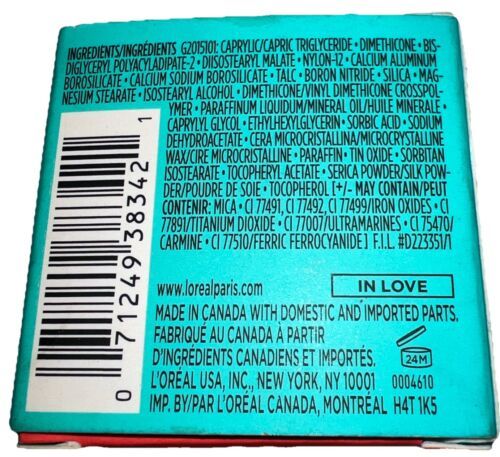 INGREDIENTS/INGRÉDIENTS G2015101: CAPRYLIC/CAPRIC TRIGLYCERIDE • DIMETHICONE • BIS-
DIGLYCERYL POLYACYLADIPATE-2 • DIISOSTEARYL MALATE • NYLON-12 • CALCIUM ALUMINUM
BOROSILICATE • CALCIUM SODIUM BOROSILICATE • TALC • BORON NITRIDE • SILICA • MAG-
NESIUM STEARATE • ISOSTEARYL ALCOHOL • DIMETHICONE/VINYL DIMETHICONE CROSSPOL-
YMER • PARAFFINUM LIQUIDUM/MINERAL OIL/HUILE MINERALE •
CAPRYLYL GLYCOL • ETHYLHEXYLGLYCERIN • SORBIC ACID • SODIUM
DEHYDROACETATE • CERA MICROCRISTALLINA/MICROCRYSTALLINE
WAX/CIRE MICROCRISTALLINE • PARAFFIN • TIN OXIDE • SORBITAN
ISOSTEARATE • TOCOPHERYL ACETATE • SERICA POWDER/SILK POW-
DER/POUDRE DE SOIE • TOCOPHEROL [+/- MAY CONTAIN/PEUT
CONTENIR: MICA • CI 77491, CI 77492, CI 77499/IRON OXIDES • CI
77891/TITANIUM DIOXIDE • CI 77007/ULTRAMARINES • CI 75470/
CARMINE • CI 77510/FERRIC FERROCYANIDE] F.I.L. #D223351/1
0 71249 38342 1
www.lorealparis.com
IN LOVE
MADE IN CANADA WITH DOMESTIC AND IMPORTED PARTS.
FABRIQUÉ AU CANADA À PARTIR
D'INGRÉDIENTS CANADIENS ET IMPORTÉS.
L'ORÉAL USA, INC., NEW YORK, NY 10001
IMP. BY/PAR L'ORÉAL CANADA, MONTRÉAL H4T 1K5
24M
0004610